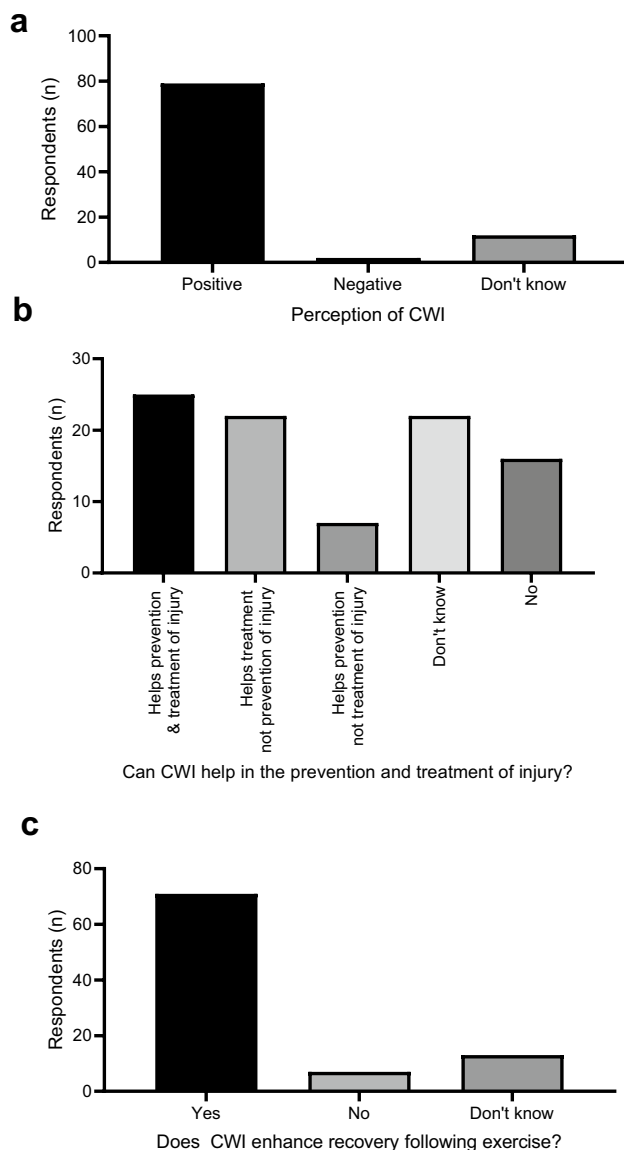 a
100
80
60
40
20
0
Respondents (n)
Positive Negative Don't know
Perception of CWI
b
30
20
10
0
Respondents (n)
Helps prevention
& treatment of injury
Helps treatment
not prevention of injury
Helps prevention
not treatment of injury
Don't know
No
Can CWI help in the prevention and treatment of injury?
c
80
60
40
20
0
Respondents (n)
Yes No Don't know
Does CWI enhance recovery following exercise?